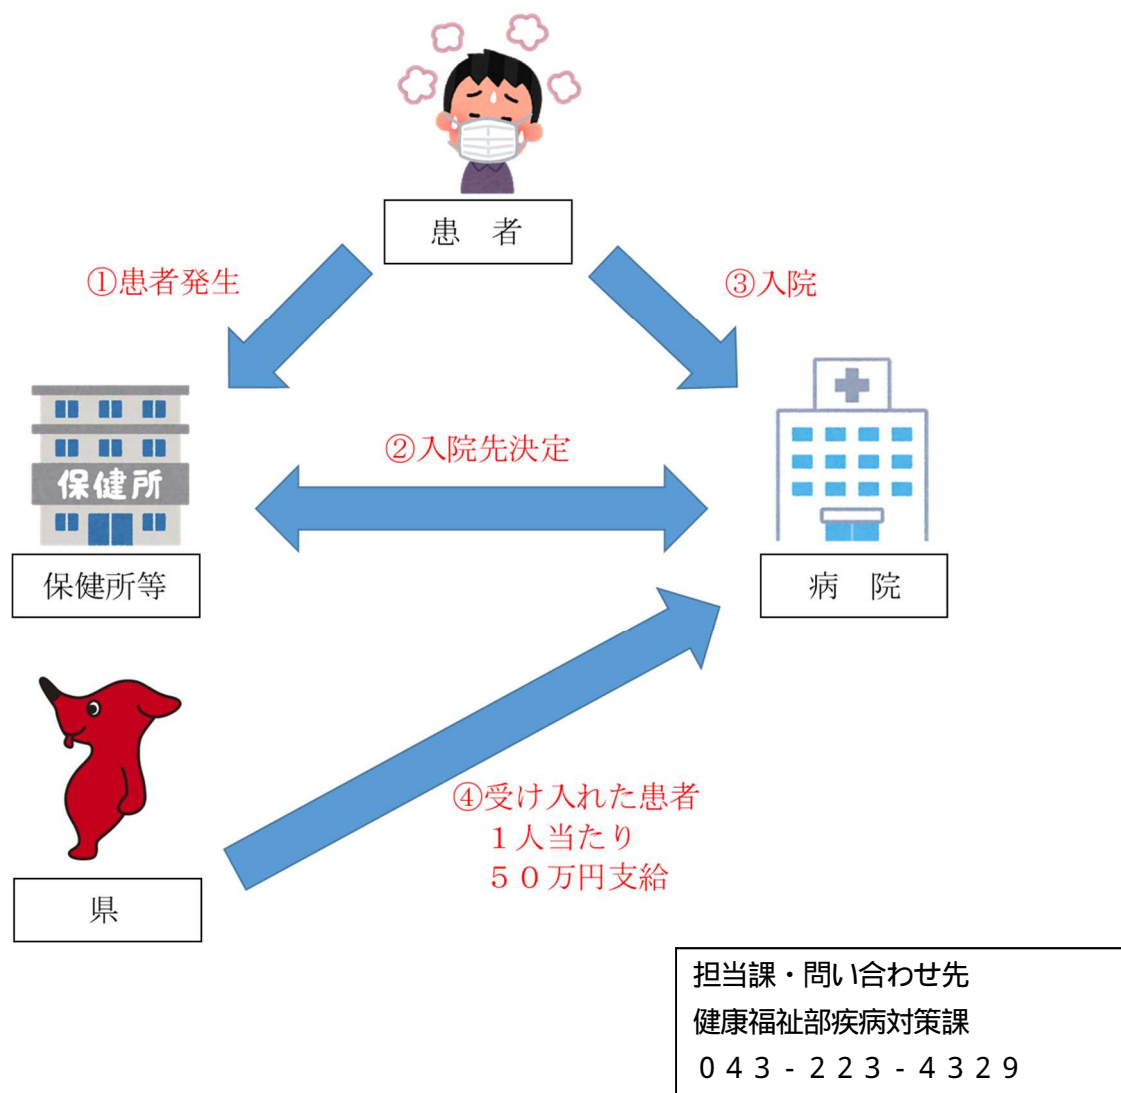 患　者
①患者発生
③入院
②入院先決定
保健所
保健所等
病　院
④受け入れた患者
１人当たり
５０万円支給
県
担当課・問い合わせ先
健康福祉部疾病対策課
０４３-２２３-４３２９